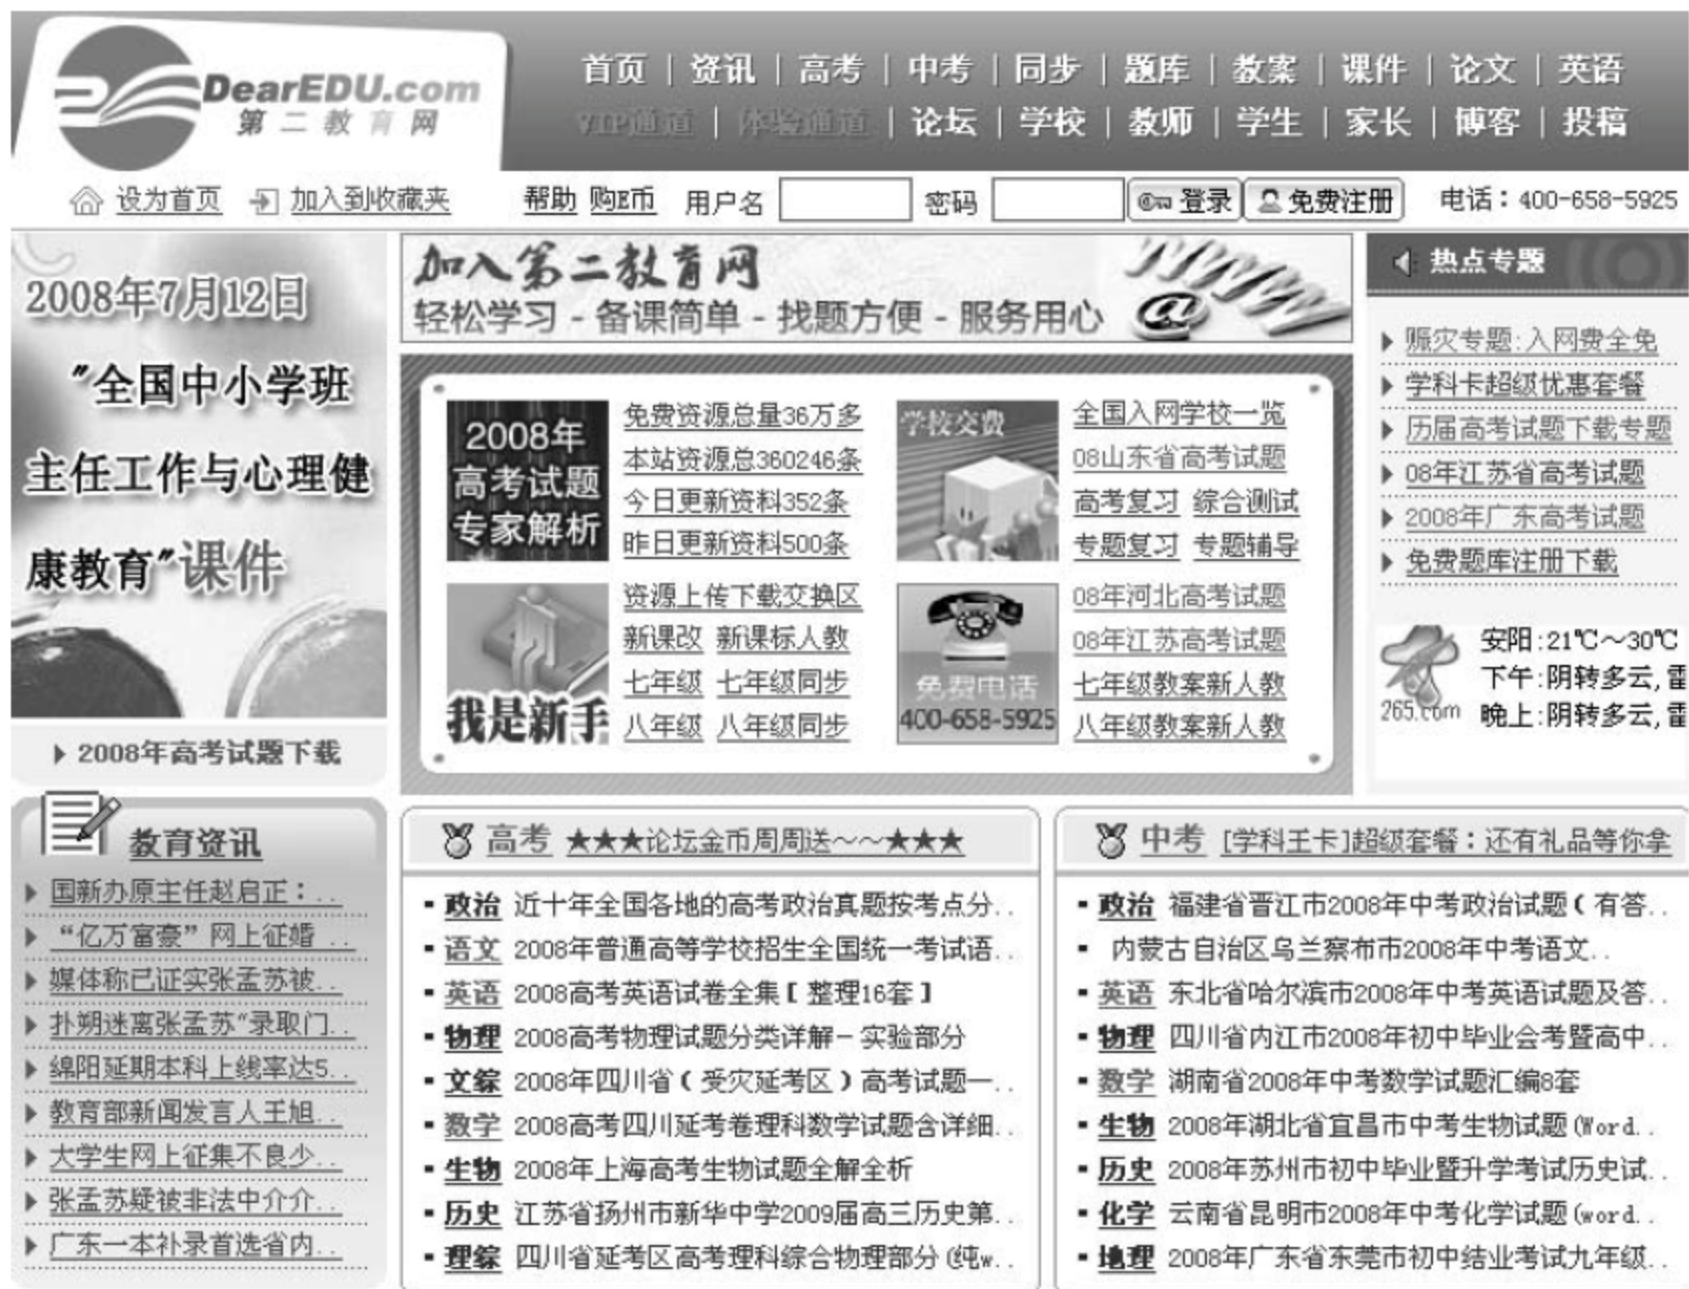 DearEDU.com
第二教育网
首页 | 资讯 | 高考 | 中考 | 同步 | 题库 | 教案 | 课件 | 论文 | 英语
VIP通道 | 体验通道 | 论坛 | 学校 | 教师 | 学生 | 家长 | 博客 | 投稿
设为首页 加入到收藏夹 帮助 购E币 用户名 密码 登录 免费注册 电话：400-658-5925
2008年7月12日
"全国中小学班
主任工作与心理健
康教育"课件
▶ 2008年高考试题下载
加入第二教育网
轻松学习 - 备课简单 - 找题方便 - 服务用心
2008年
高考试题
专家解析
免费资源总量36万多
本站资源总360246条
今日更新资料352条
昨日更新资料500条
学校交费
全国入网学校一览
08山东省高考试题
高考复习 综合测试
专题复习 专题辅导
我是新手
资源上传下载交换区
新课改 新课标人教
七年级 七年级同步
八年级 八年级同步
免费电话
400-658-5925
08年河北高考试题
08年江苏高考试题
七年级教案新人教
八年级教案新人教
热点专题
赈灾专题:入网费全免
学科卡超级优惠套餐
历届高考试题下载专题
08年江苏省高考试题
2008年广东高考试题
免费题库注册下载
265.com
安阳:21℃～30℃
下午:阴转多云,雷
晚上:阴转多云,雷
教育资讯
国新办原主任赵启正：..
“亿万富豪”网上征婚 ..
媒体称已证实张孟苏被..
扑朔迷离张孟苏“录取门..
绵阳延期本科上线率达5..
教育部新闻发言人王旭..
大学生网上征集不良少..
张孟苏疑被非法中介介..
广东一本补录首选省内..
高考 ★★★论坛金币周周送～～★★★
政治 近十年全国各地的高考政治真题按考点分..
语文 2008年普通高等学校招生全国统一考试语..
英语 2008高考英语试卷全集【整理16套】
物理 2008高考物理试题分类详解－实验部分
文综 2008年四川省（受灾延考区）高考试题一..
数学 2008高考四川延考卷理科数学试题含详细..
生物 2008年上海高考生物试题全解全析
历史 江苏省扬州市新华中学2009届高三历史第..
理综 四川省延考区高考理科综合物理部分(纯w..
中考 [学科王卡]超级套餐：还有礼品等你拿
政治 福建省晋江市2008年中考政治试题（有答..
内蒙古自治区乌兰察布市2008年中考语文..
英语 东北省哈尔滨市2008年中考英语试题及答..
物理 四川省内江市2008年初中毕业会考暨高中..
数学 湖南省2008年中考数学试题汇编8套
生物 2008年湖北省宜昌市中考生物试题(Word..
历史 2008年苏州市初中毕业暨升学考试历史试..
化学 云南省昆明市2008年中考化学试题(word..
地理 2008年广东省东莞市初中结业考试九年级..